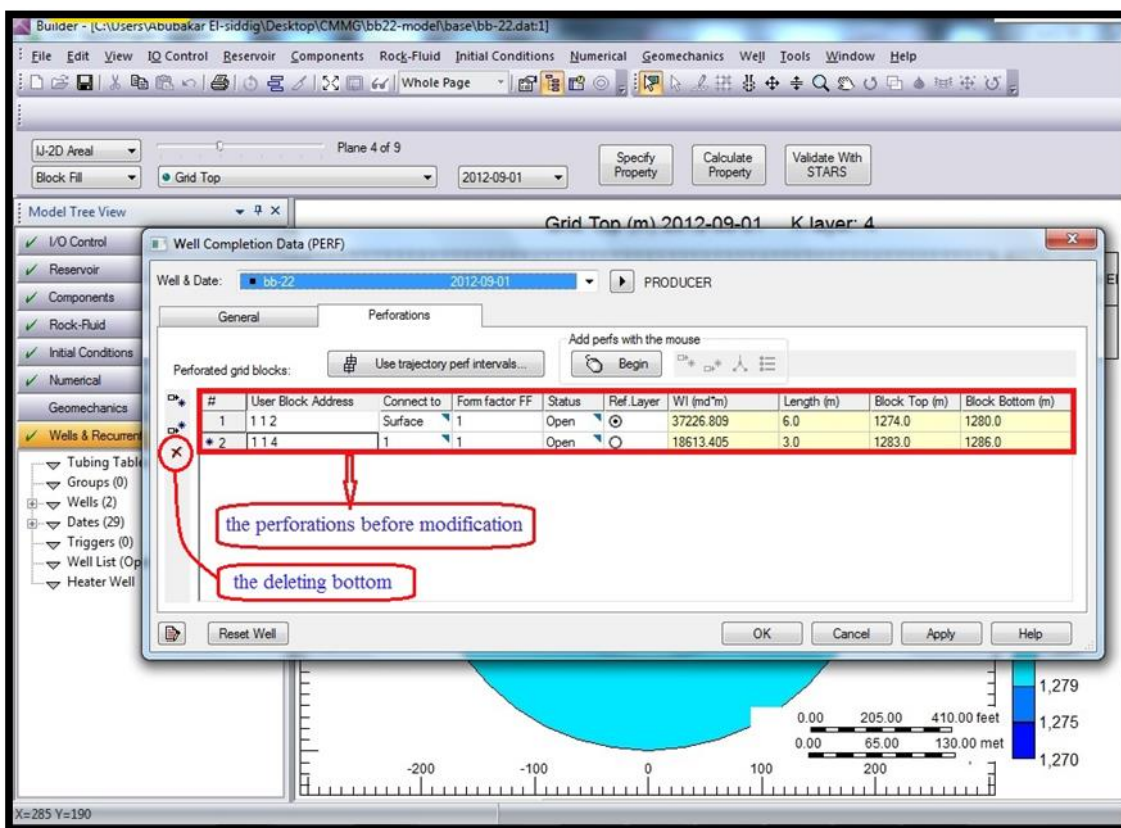 Builder - [C:\Users\Abubakar El-siddig\Desktop\CMMG\bb22-model\base\bb-22.dat:1]
File Edit View IO Control Reservoir Components Rock-Fluid Initial Conditions Numerical Geomechanics Well Tools Window Help
Whole Page
IJ-2D Areal
Plane 4 of 9
Block Fill
Grid Top
2012-09-01
Specify Property
Calculate Property
Validate With STARS
Model Tree View
Grid Top (m) 2012-09-01 K layer: 4
I/O Control
Reservoir
Components
Rock-Fluid
Initial Conditions
Numerical
Geomechanics
Wells & Recurren
Tubing Table
Groups (0)
Wells (2)
Dates (29)
Triggers (0)
Well List (Op
Heater Well
Well Completion Data (PERF)
Well & Date: bb-22 2012-09-01 PRODUCER
General Perforations
Add perfs with the mouse
Perforated grid blocks: Use trajectory perf intervals... Begin
# User Block Address Connect to Form factor FF Status Ref.Layer WI (md*m) Length (m) Block Top (m) Block Bottom (m)
1 1 1 2 Surface 1 Open 37226.809 6.0 1274.0 1280.0
2 1 1 4 1 1 Open 18613.405 3.0 1283.0 1286.0
the perforations before modification
the deleting bottom
Reset Well OK Cancel Apply Help
1,279
0.00 205.00 410.00 feet
1,275
0.00 65.00 130.00 met
1,270
-200 -100 0 100 200
X=285 Y=190